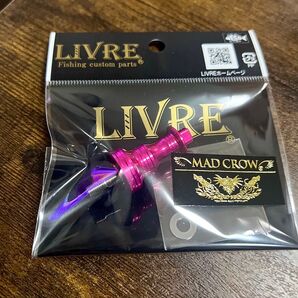 LIVRE
Fishing custom parts
LIVREホームページ
LIVRE
MAD CROW